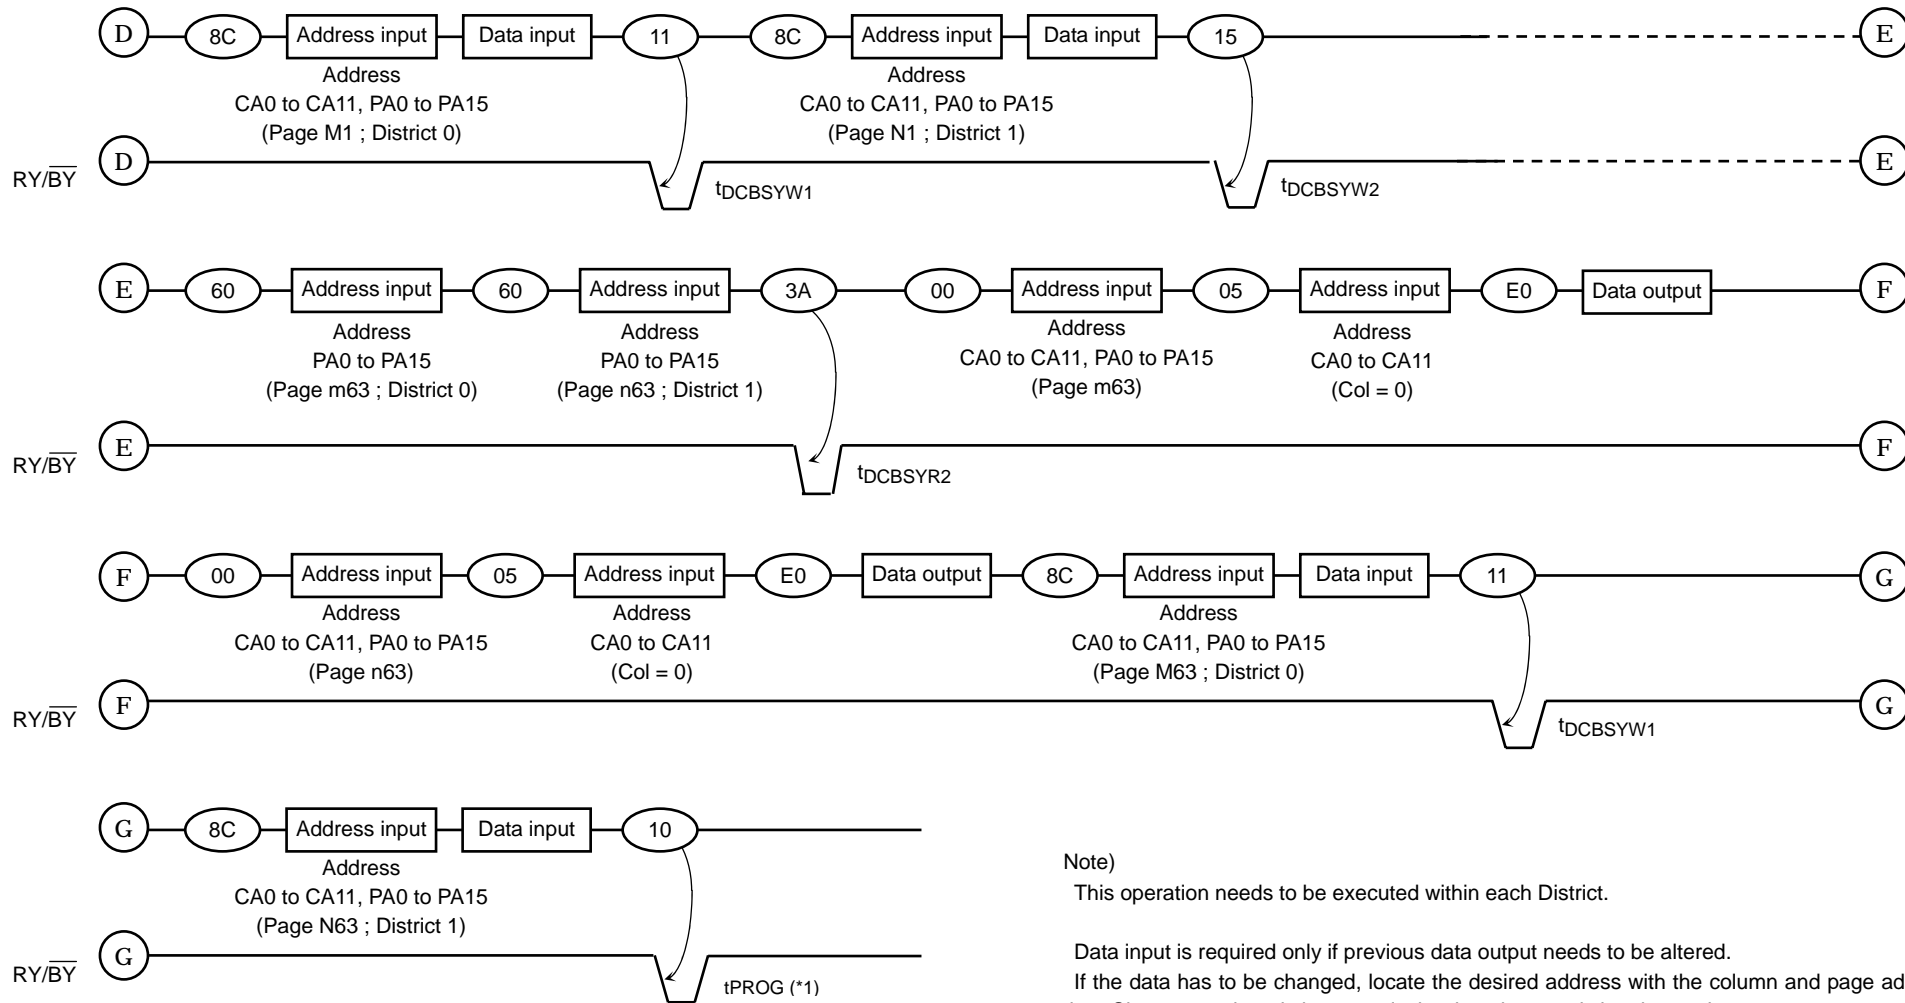 D 8C Address input Data input 11 8C Address input Data input 15 E
Address Address
CA0 to CA11, PA0 to PA15 CA0 to CA11, PA0 to PA15
(Page M1 ; District 0) (Page N1 ; District 1)
RY/BY D E
tDCBSYW1 tDCBSYW2
E 60 Address input 60 Address input 3A 00 Address input 05 Address input E0 Data output F
Address Address Address Address
PA0 to PA15 PA0 to PA15 CA0 to CA11, PA0 to PA15 CA0 to CA11
(Page m63 ; District 0) (Page n63 ; District 1) (Page m63) (Col = 0)
RY/BY E F
tDCBSYR2
F 00 Address input 05 Address input E0 Data output 8C Address input Data input 11 G
Address Address Address
CA0 to CA11, PA0 to PA15 CA0 to CA11 CA0 to CA11, PA0 to PA15
(Page n63) (Col = 0) (Page M63 ; District 0)
RY/BY F G
tDCBSYW1
G 8C Address input Data input 10
Address
CA0 to CA11, PA0 to PA15
(Page N63 ; District 1)
RY/BY G
tPROG (*1)
Note)
This operation needs to be executed within each District.
Data input is required only if previous data output needs to be altered.
If the data has to be changed, locate the desired address with the column and page ad